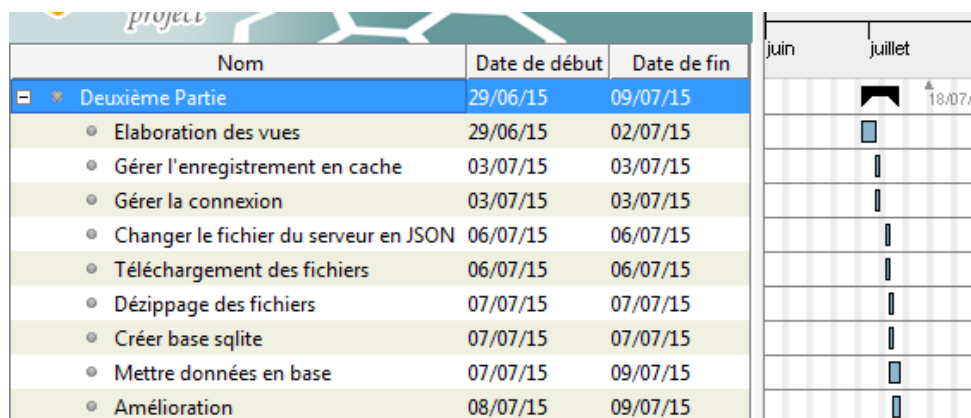 project
juin juillet
Nom Date de début Date de fin
Deuxième Partie 29/06/15 09/07/15 18/07/
Elaboration des vues 29/06/15 02/07/15
Gérer l'enregistrement en cache 03/07/15 03/07/15
Gérer la connexion 03/07/15 03/07/15
Changer le fichier du serveur en JSON 06/07/15 06/07/15
Téléchargement des fichiers 06/07/15 06/07/15
Dézippage des fichiers 07/07/15 07/07/15
Créer base sqlite 07/07/15 07/07/15
Mettre données en base 07/07/15 09/07/15
Amélioration 08/07/15 09/07/15